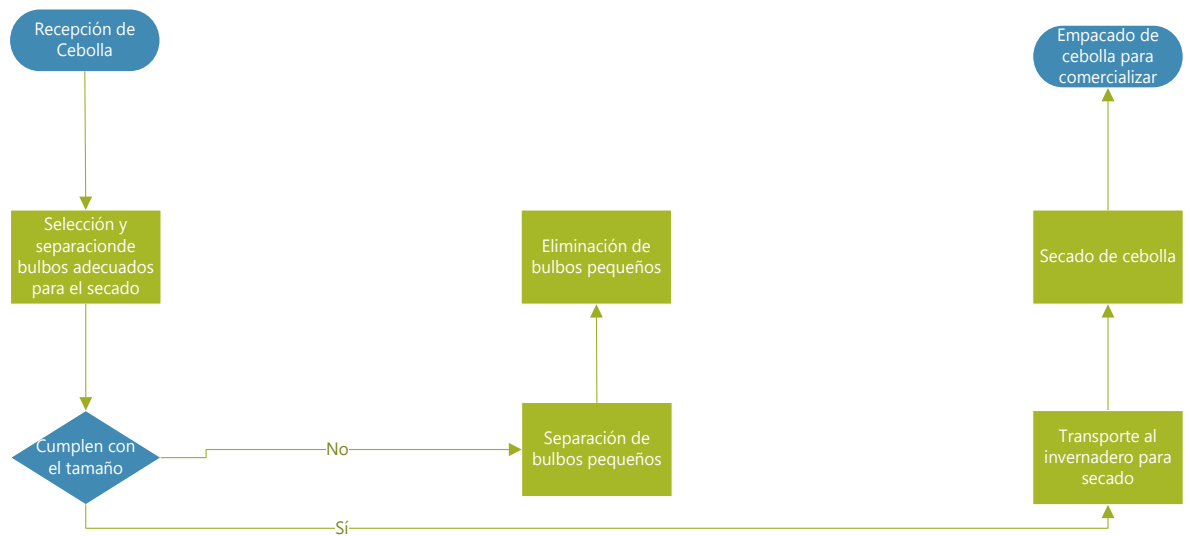 Recepción de
Cebolla
Empacado de
cebolla para
comercializar
Selección y
separacionde
bulbos adecuados
para el secado
Eliminación de
bulbos pequeños
Secado de cebolla
Cumplen con
el tamaño
No
Separación de
bulbos pequeños
Transporte al
invernadero para
secado
Sí